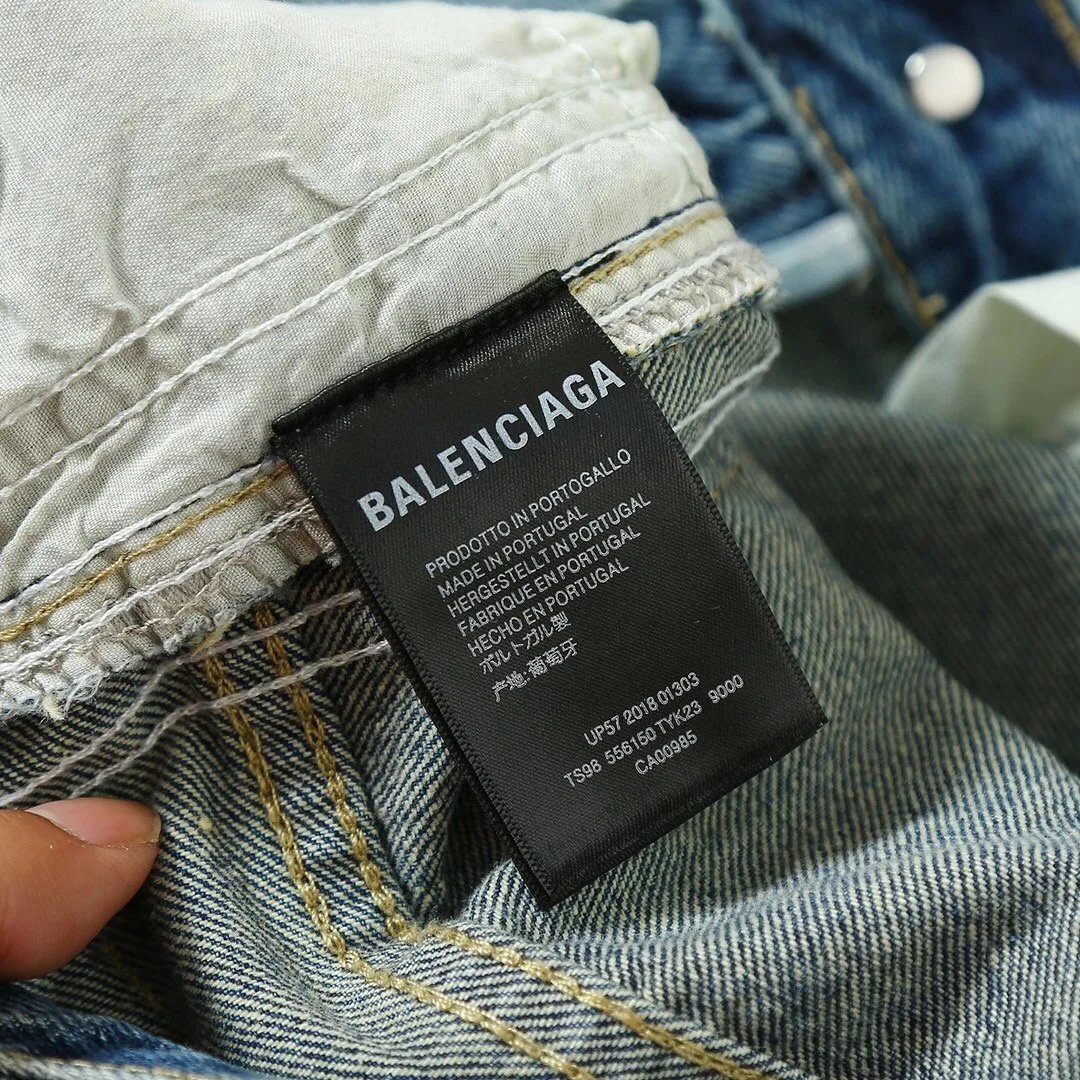 BALENCIAGA
PRODOTTO IN PORTOGALLO
MADE IN PORTUGAL
HERGESTELLT IN PORTUGAL
FABRIQUE EN PORTUGAL
HECHO EN PORTUGAL
ポルトガル製
产地:葡萄牙
UP57 2018 01303
TS98 556150 TYK23 9000
CA00985